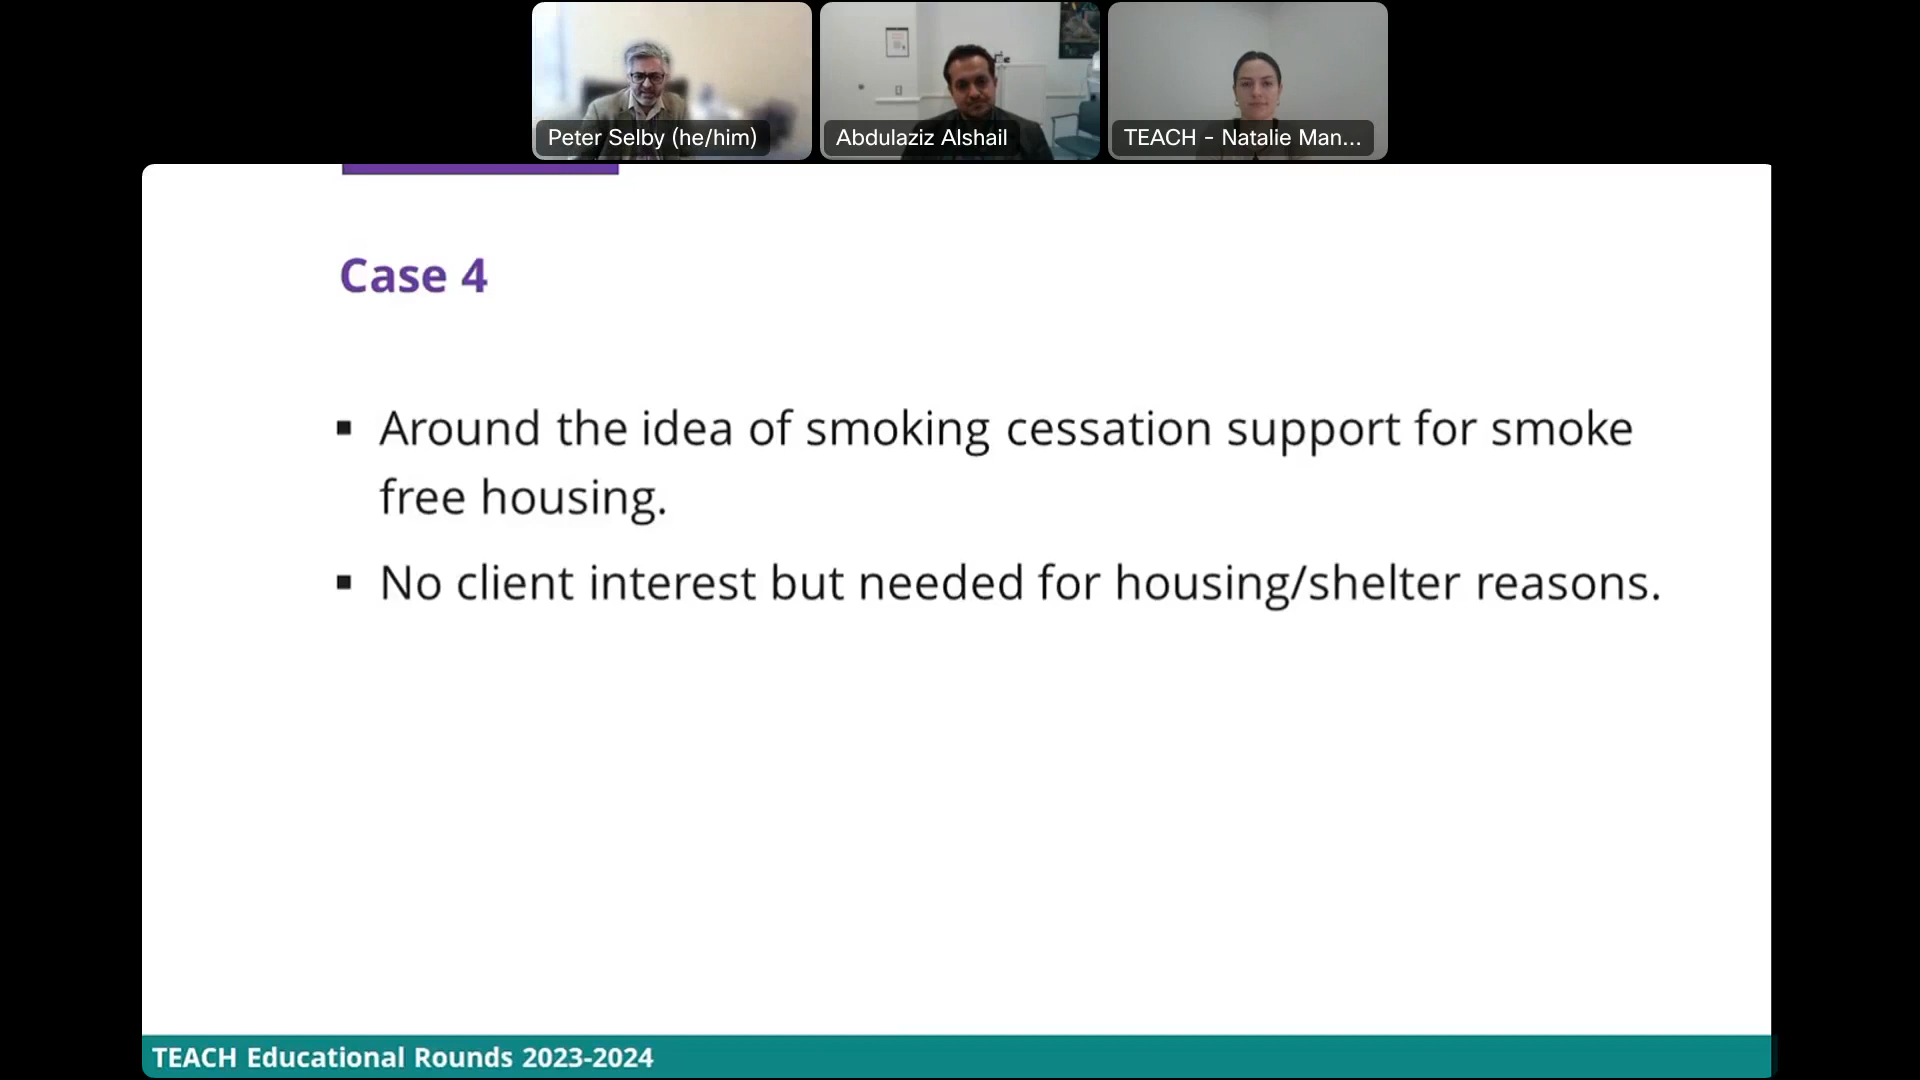 Peter Selby (he/him)
Abdulaziz Alshail
TEACH - Natalie Man...
Case 4
▪ Around the idea of smoking cessation support for smoke
free housing.
▪ No client interest but needed for housing/shelter reasons.
TEACH Educational Rounds 2023-2024